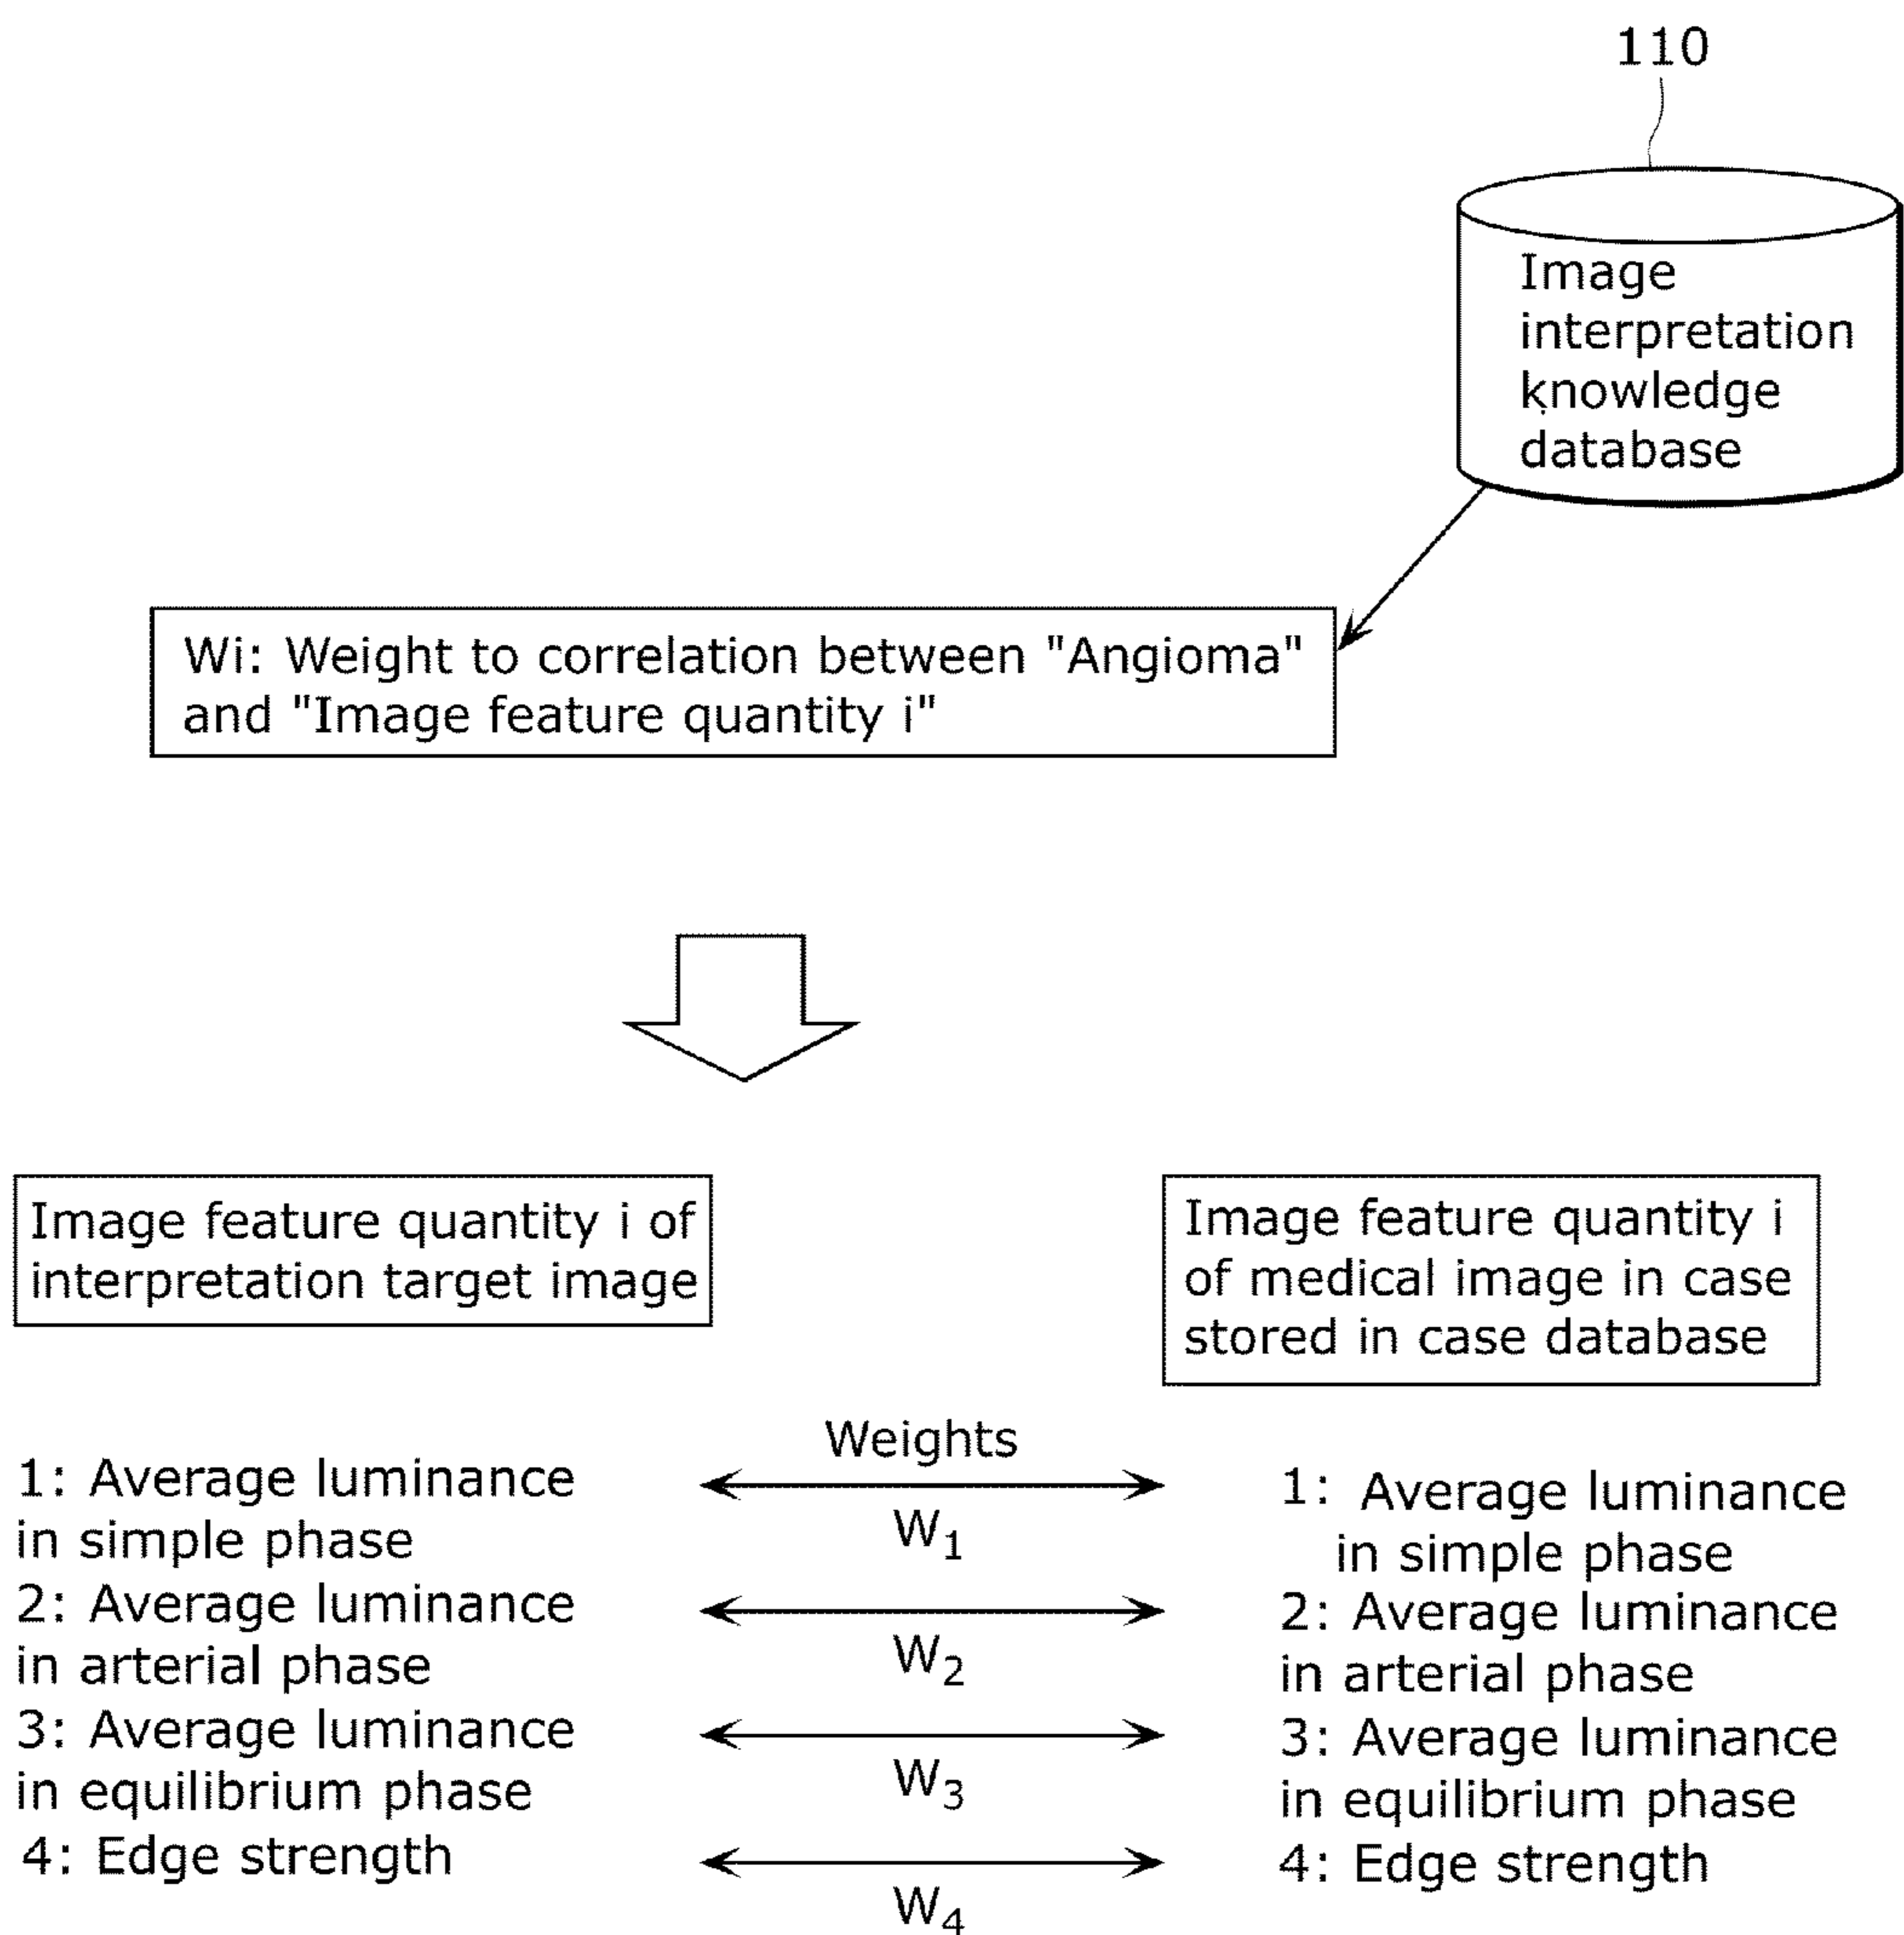 110
Image
interpretation
knowledge
database
Wi: Weight to correlation between "Angioma"
and "Image feature quantity i"
Image feature quantity i of
interpretation target image
Image feature quantity i
of medical image in case
stored in case database
Weights
1: Average luminance
in simple phase
W1
1: Average luminance
in simple phase
2: Average luminance
in arterial phase
W2
2: Average luminance
in arterial phase
3: Average luminance
in equilibrium phase
W3
3: Average luminance
in equilibrium phase
4: Edge strength
W4
4: Edge strength